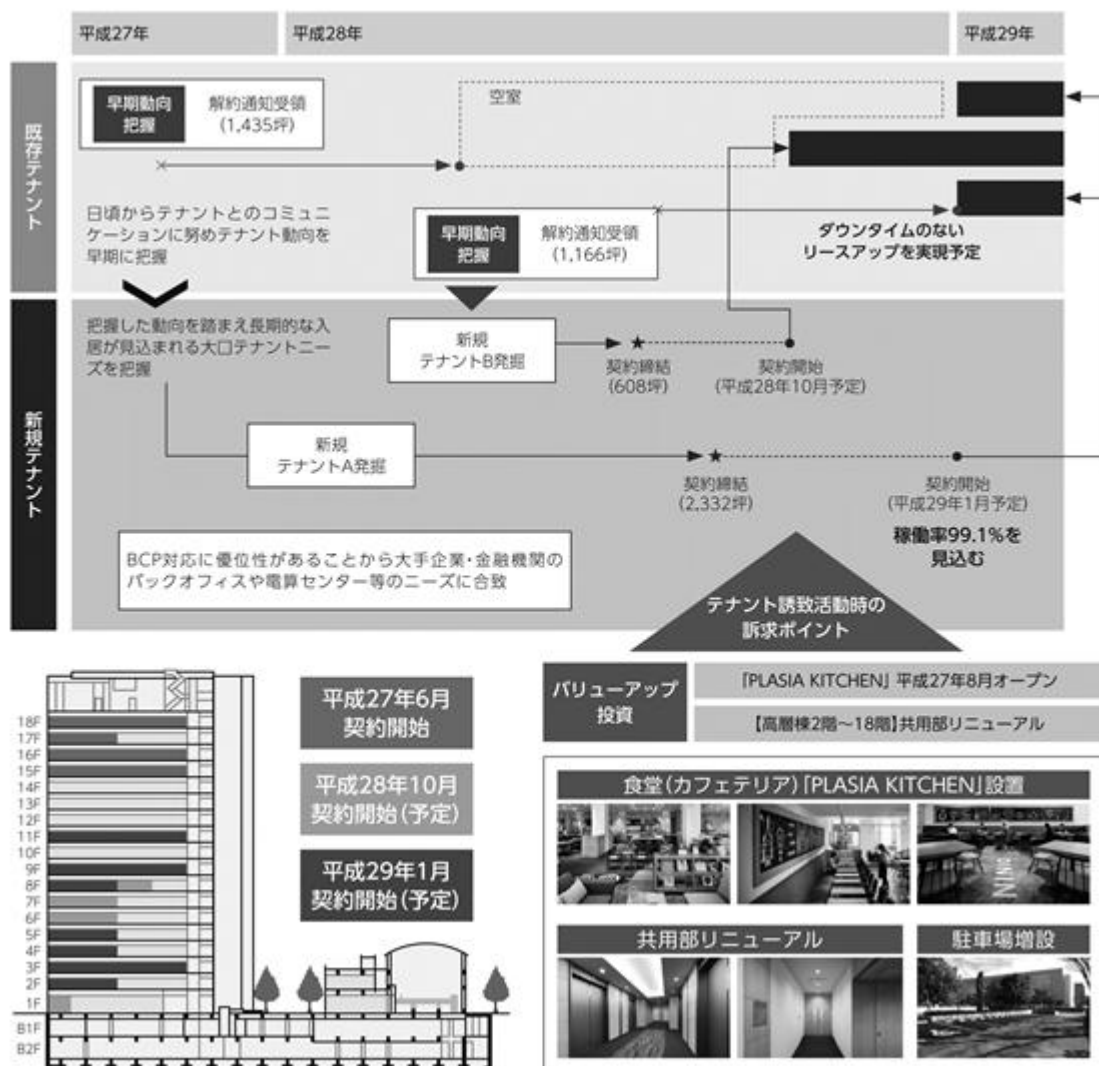 平成27年
平成28年
平成29年
既存テナント
早期動向
把握
解約通知受領
(1,435坪)
空室
日頃からテナントとのコミュニ
ケーションに努めテナント動向を
早期に把握
早期動向
把握
解約通知受領
(1,166坪)
ダウンタイムのない
リースアップを実現予定
新規テナント
把握した動向を踏まえ長期的な入
居が見込まれる大口テナントニー
ズを把握
新規
テナントB発掘
契約締結
(608坪)
契約開始
(平成28年10月予定)
新規
テナントA発掘
契約締結
(2,332坪)
契約開始
(平成29年1月予定)
稼働率99.1%を
見込む
BCP対応に優位性があることから大手企業・金融機関の
バックオフィスや電算センター等のニーズに合致
テナント誘致活動時の
訴求ポイント
バリューアップ
投資
「PLASIA KITCHEN」 平成27年8月オープン
【高層棟2階～18階】共用部リニューアル
18F
17F
16F
15F
14F
13F
12F
11F
10F
9F
8F
7F
6F
5F
4F
3F
2F
1F
B1F
B2F
平成27年6月
契約開始
平成28年10月
契約開始(予定)
平成29年1月
契約開始(予定)
食堂(カフェテリア)「PLASIA KITCHEN」設置
共用部リニューアル
駐車場増設